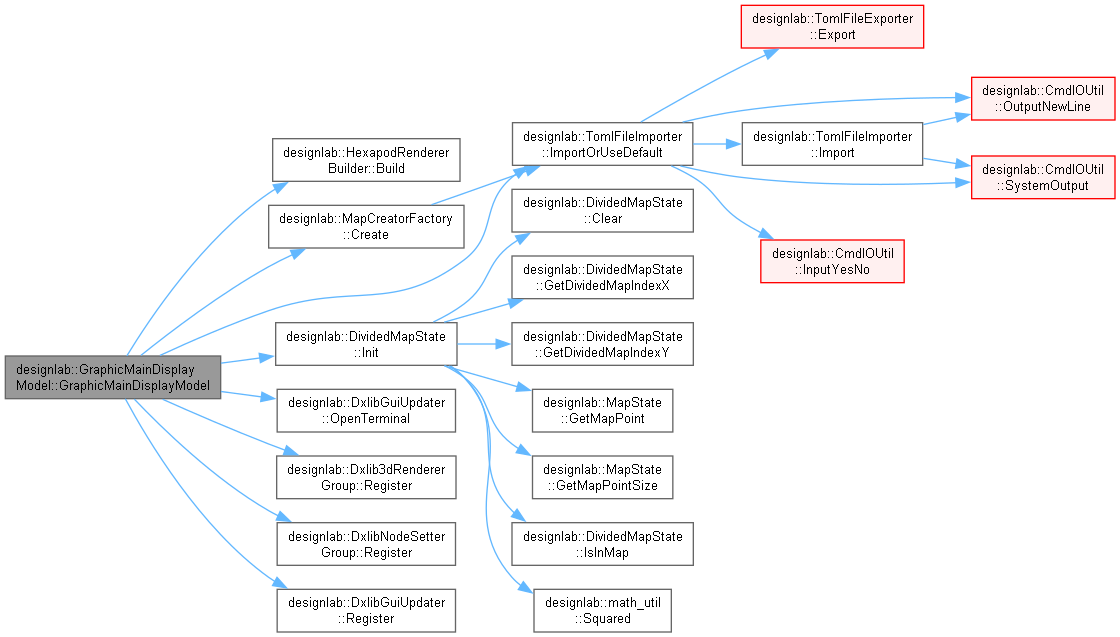 designlab::GraphicMainDisplay
Model::GraphicMainDisplayModel
designlab::HexapodRenderer
Builder::Build
designlab::MapCreatorFactory
::Create
designlab::DividedMapState
::Init
designlab::DxlibGuiUpdater
::OpenTerminal
designlab::Dxlib3dRenderer
Group::Register
designlab::DxlibNodeSetter
Group::Register
designlab::DxlibGuiUpdater
::Register
designlab::TomlFileImporter
::ImportOrUseDefault
designlab::DividedMapState
::Clear
designlab::DividedMapState
::GetDividedMapIndexX
designlab::DividedMapState
::GetDividedMapIndexY
designlab::MapState
::GetMapPoint
designlab::MapState
::GetMapPointSize
designlab::DividedMapState
::IsInMap
designlab::math_util
::Squared
designlab::TomlFileExporter
::Export
designlab::TomlFileImporter
::Import
designlab::CmdIOUtil
::InputYesNo
designlab::CmdIOUtil
::OutputNewLine
designlab::CmdIOUtil
::SystemOutput